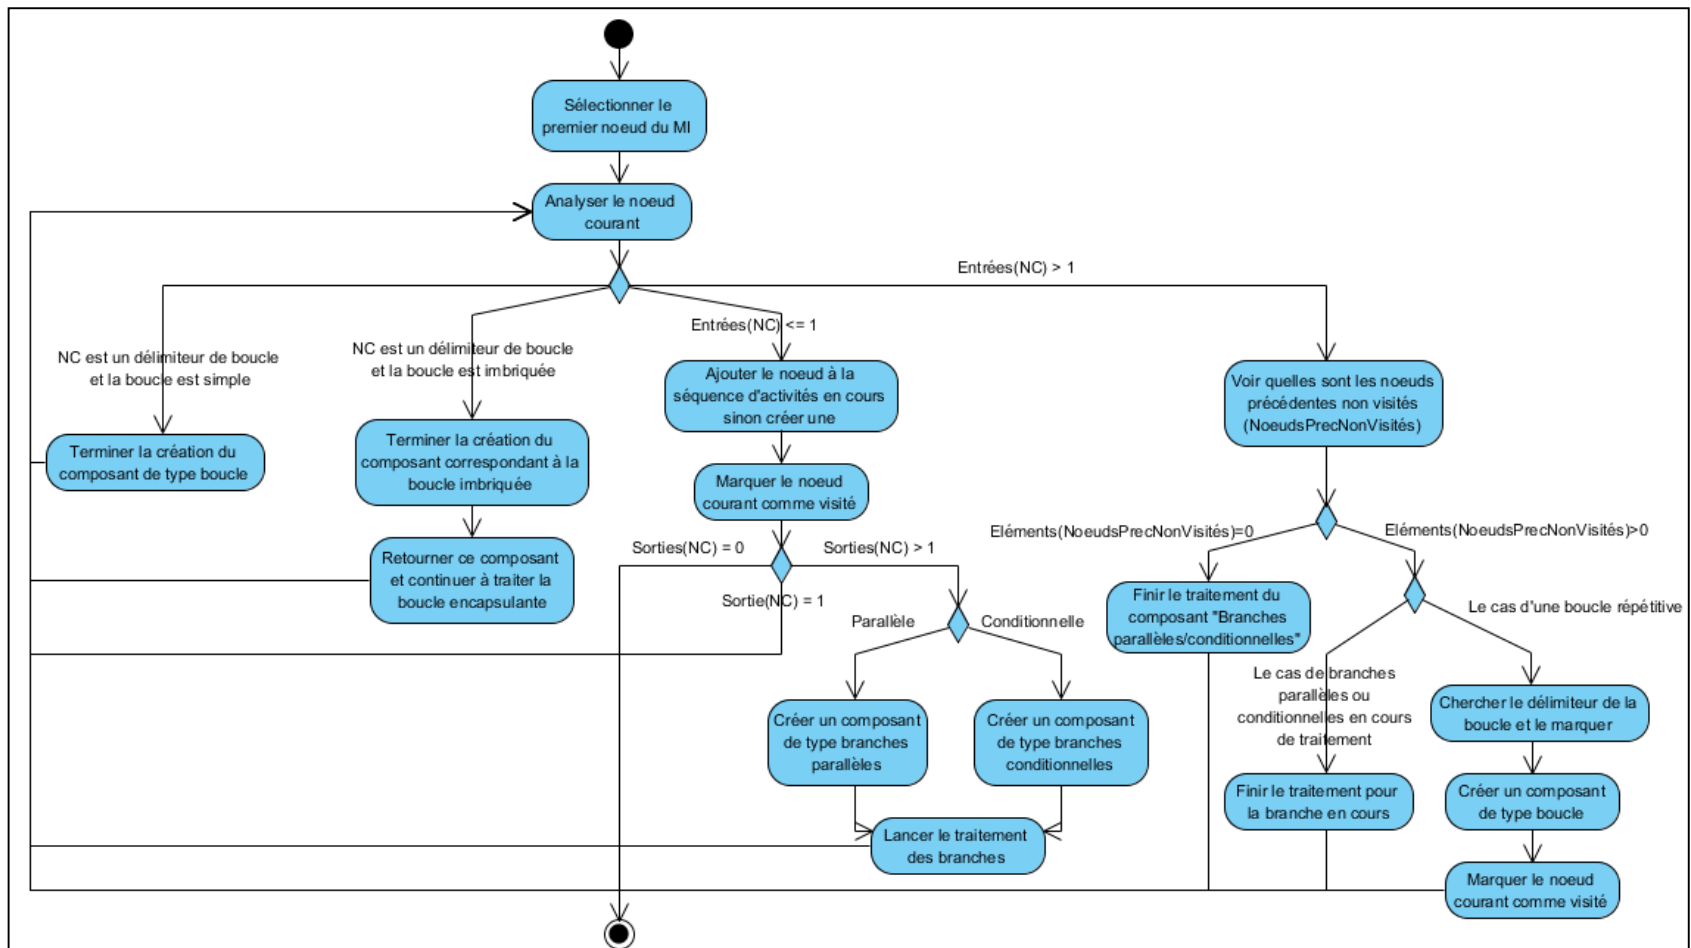 Sélectionner le
premier noeud du MI
Analyser le noeud
courant
Entrées(NC) > 1
NC est un délimiteur de boucle
et la boucle est simple
NC est un délimiteur de boucle
et la boucle est imbriquée
Entrées(NC) <= 1
Terminer la création du
composant de type boucle
Terminer la création du
composant correspondant à la
boucle imbriquée
Retourner ce composant
et continuer à traiter la
boucle encapsulante
Ajouter le noeud à la
séquence d'activités en cours
sinon créer une
Marquer le noeud
courant comme visité
Sorties(NC) = 0
Sorties(NC) > 1
Sortie(NC) = 1
Parallèle
Conditionnelle
Créer un composant
de type branches
parallèles
Créer un composant
de type branches
conditionnelles
Lancer le traitement
des branches
Voir quelles sont les noeuds
précédentes non visités
(NoeudsPrecNonVisités)
Eléments(NoeudsPrecNonVisités)=0
Eléments(NoeudsPrecNonVisités)>0
Finir le traitement du
composant "Branches
parallèles/conditionnelles"
Le cas d'une boucle répétitive
Le cas de branches
parallèles ou
conditionnelles en cours
de traitement
Finir le traitement pour
la branche en cours
Chercher le délimiteur de la
boucle et le marquer
Créer un composant
de type boucle
Marquer le noeud
courant comme visité